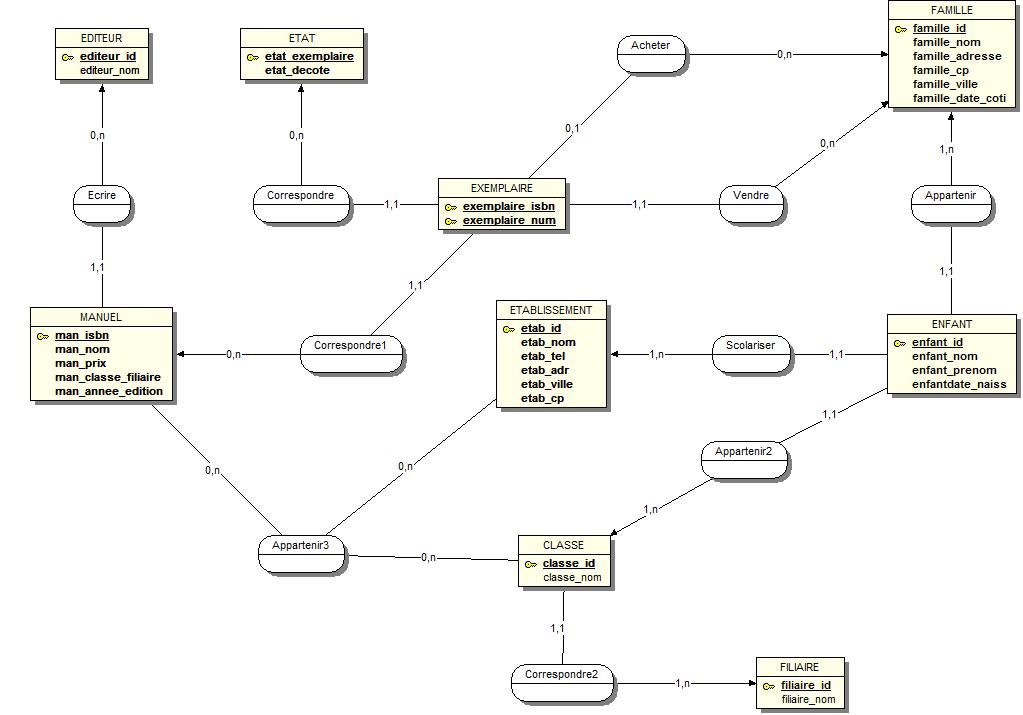 FAMILLE
famille_id
famille_nom
famille_adresse
famille_cp
famille_ville
famille_date_coti
EDITEUR
editeur_id
editeur_nom
ETAT
etat_exemplaire
etat_decote
Acheter
0,n
0,1
0,n
0,n
0,n
1,n
Ecrire
Correspondre
1,1
EXEMPLAIRE
exemplaire_isbn
exemplaire_num
1,1
Vendre
Appartenir
1,1
1,1
1,1
MANUEL
man_isbn
man_nom
man_prix
man_classe_filiaire
man_annee_edition
0,n
Correspondre1
ETABLISSEMENT
etab_id
etab_nom
etab_tel
etab_adr
etab_ville
etab_cp
1,n
Scolariser
1,1
ENFANT
enfant_id
enfant_nom
enfant_prenom
enfantdate_naiss
1,1
Appartenir2
0,n
0,n
1,n
Appartenir3
0,n
CLASSE
classe_id
classe_nom
1,1
Correspondre2
1,n
FILIAIRE
filiaire_id
filiaire_nom